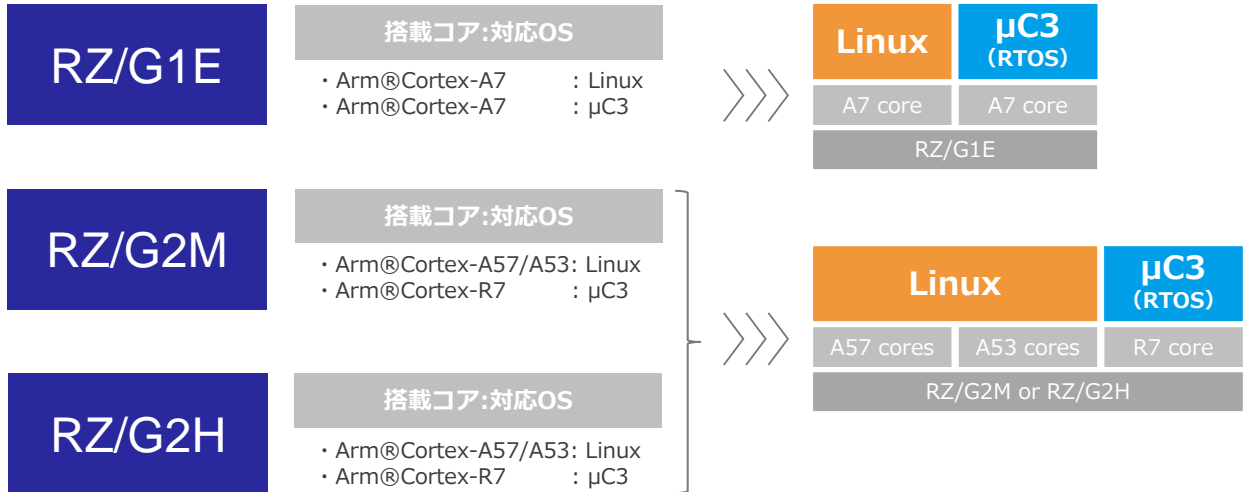 RZ/G1E
搭載コア:対応OS
・Arm®Cortex-A7 : Linux
・Arm®Cortex-A7 : µC3
Linux
µC3
（RTOS）
A7 core
A7 core
RZ/G1E
RZ/G2M
搭載コア:対応OS
・Arm®Cortex-A57/A53: Linux
・Arm®Cortex-R7 : µC3
RZ/G2H
搭載コア:対応OS
・Arm®Cortex-A57/A53: Linux
・Arm®Cortex-R7 : µC3
Linux
µC3
（RTOS）
A57 cores
A53 cores
R7 core
RZ/G2M or RZ/G2H